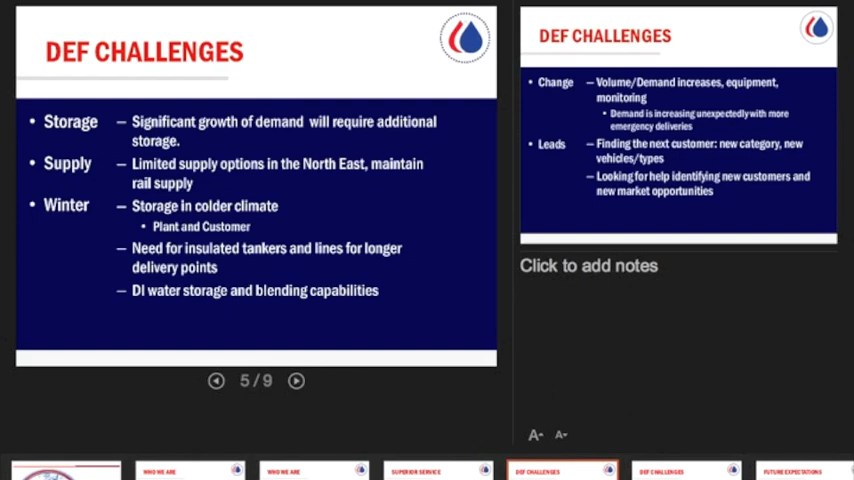 DEF CHALLENGES
• Storage – Significant growth of demand will require additional
storage.
• Supply – Limited supply options in the North East, maintain
rail supply
• Winter – Storage in colder climate
• Plant and Customer
– Need for insulated tankers and lines for longer
delivery points
– DI water storage and blending capabilities
5 / 9
DEF CHALLENGES
• Change – Volume/Demand increases, equipment,
monitoring
• Demand is increasing unexpectedly with more
emergency deliveries
• Leads – Finding the next customer: new category, new
vehicles/types
– Looking for help identifying new customers and
new market opportunities
Click to add notes
A A
WHO WE ARE
WHO WE ARE
SUPERIOR SERVICE
DEF CHALLENGES
DEF CHALLENGES
FUTURE EXPECTATIONS